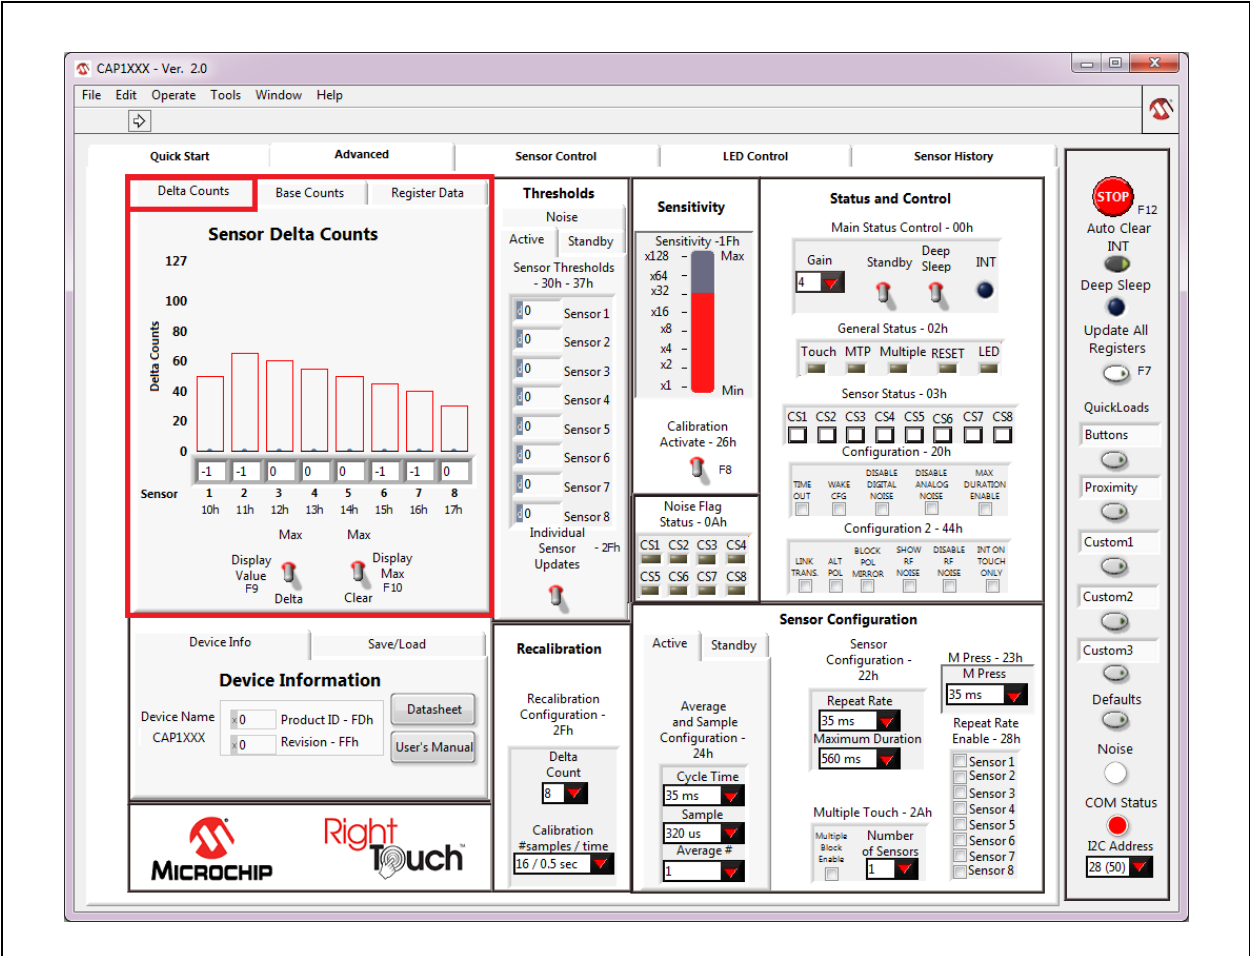 CAP1XXX - Ver. 2.0
File Edit Operate Tools Window Help
Quick Start
Advanced
Sensor Control
LED Control
Sensor History
Delta Counts
Base Counts
Register Data
Sensor Delta Counts
Delta Counts
127
100
80
60
40
20
0
-1 -1 0 0 0 -1 -1 0
Sensor 1 2 3 4 5 6 7 8
10h 11h 12h 13h 14h 15h 16h 17h
Max
Display
Value
F9
Delta
Max
Display
Max
F10
Clear
Device Info
Save/Load
Device Information
Device Name
CAP1XXX
x 0 Product ID - FDh
x 0 Revision - FFh
Datasheet
User's Manual
MICROCHIP
Right
Touch
Thresholds
Noise
Active
Standby
Sensor Thresholds
- 30h - 37h
0 Sensor 1
0 Sensor 2
0 Sensor 3
0 Sensor 4
0 Sensor 5
0 Sensor 6
0 Sensor 7
0 Sensor 8
Individual
Sensor - 2Fh
Updates
Recalibration
Recalibration
Configuration -
2Fh
Delta
Count
8
Calibration
#samples / time
16 / 0.5 sec
Sensitivity
Sensitivity -1Fh
x128 Max
x64
x32
x16
x8
x4
x2
x1 Min
Calibration
Activate - 26h
F8
Noise Flag
Status - 0Ah
CS1 CS2 CS3 CS4
CS5 CS6 CS7 CS8
Status and Control
Main Status Control - 00h
Gain
4
Standby
Deep
Sleep
INT
General Status - 02h
Touch MTP Multiple RESET LED
Sensor Status - 03h
CS1 CS2 CS3 CS4 CS5 CS6 CS7 CS8
Configuration - 20h
TIME
OUT
WAKE
CFG
DISABLE
DIGITAL
NOISE
DISABLE
ANALOG
NOISE
MAX
DURATION
ENABLE
Configuration 2 - 44h
LINK
TRANS.
ALT
POL
BLOCK
POL
MIRROR
SHOW
RF
NOISE
DISABLE
RF
NOISE
INT ON
TOUCH
ONLY
Sensor Configuration
Active
Standby
Average
and Sample
Configuration -
24h
Cycle Time
35 ms
Sample
320 us
Average #
1
Sensor
Configuration -
22h
Repeat Rate
35 ms
Maximum Duration
560 ms
Multiple Touch - 2Ah
Multiple
Block
Enable
Number
of Sensors
1
M Press - 23h
M Press
35 ms
Repeat Rate
Enable - 28h
Sensor 1
Sensor 2
Sensor 3
Sensor 4
Sensor 5
Sensor 6
Sensor 7
Sensor 8
STOP
F12
Auto Clear
INT
Deep Sleep
Update All
Registers
F7
QuickLoads
Buttons
Proximity
Custom1
Custom2
Custom3
Defaults
Noise
COM Status
I2C Address
28 (50)